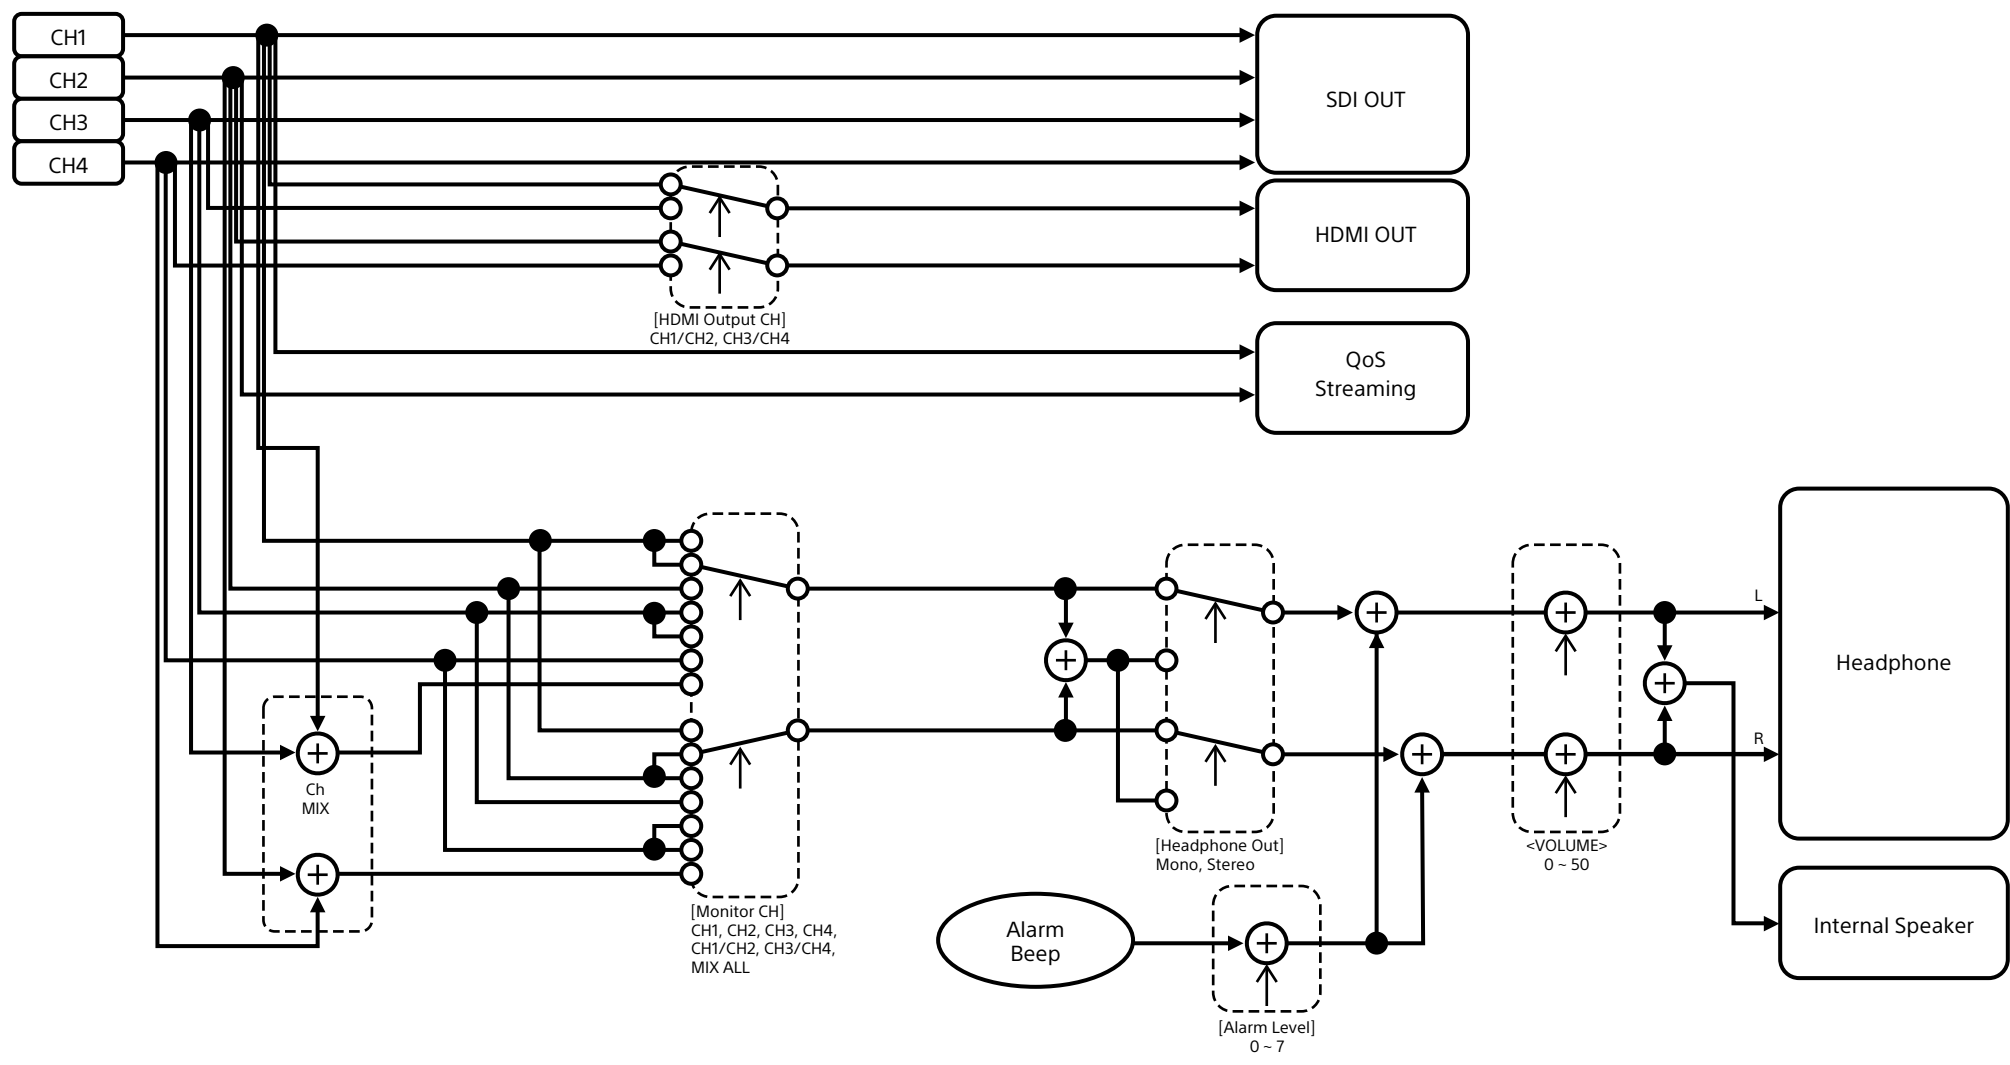 CH1
CH2
CH3
CH4
SDI OUT
HDMI OUT
[HDMI Output CH]
CH1/CH2, CH3/CH4
QoS
Streaming
Ch
MIX
[Monitor CH]
CH1, CH2, CH3, CH4,
CH1/CH2, CH3/CH4,
MIX ALL
[Headphone Out]
Mono, Stereo
<VOLUME>
0 ~ 50
L
R
Headphone
Internal Speaker
Alarm
Beep
[Alarm Level]
0 ~ 7